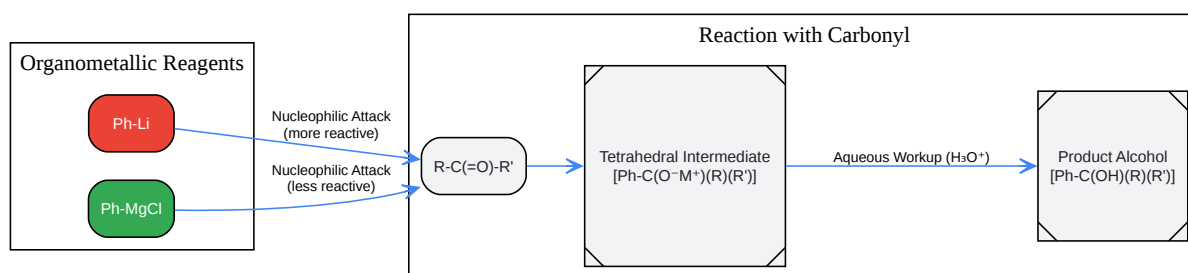 Reaction with Carbonyl
Organometallic Reagents
Ph-Li
Nucleophilic Attack
(more reactive)
Nucleophilic Attack
(less reactive)
Ph-MgCl
R-C(=O)-R'
Tetrahedral Intermediate
[Ph-C(O⁻M⁺)(R)(R')]
Aqueous Workup (H₃O⁺)
Product Alcohol
[Ph-C(OH)(R)(R')]